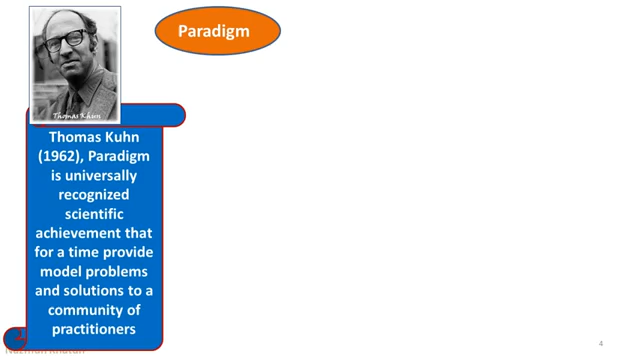 Paradigm
Thomas Khun
Thomas Kuhn
(1962), Paradigm
is universally
recognized
scientific
achievement that
for a time provide
model problems
and solutions to a
community of
practitioners
4